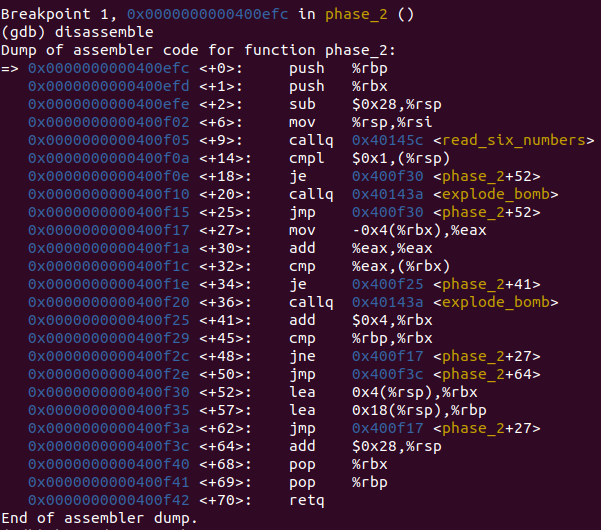 Breakpoint 1, 0x0000000000400efc in phase_2 ()
(gdb) disassemble
Dump of assembler code for function phase_2:
=> 0x0000000000400efc <+0>:     push   %rbp
   0x0000000000400efd <+1>:     push   %rbx
   0x0000000000400efe <+2>:     sub    $0x28,%rsp
   0x0000000000400f02 <+6>:     mov    %rsp,%rsi
   0x0000000000400f05 <+9>:     callq  0x40145c <read_six_numbers>
   0x0000000000400f0a <+14>:    cmpl   $0x1,(%rsp)
   0x0000000000400f0e <+18>:    je     0x400f30 <phase_2+52>
   0x0000000000400f10 <+20>:    callq  0x40143a <explode_bomb>
   0x0000000000400f15 <+25>:    jmp    0x400f30 <phase_2+52>
   0x0000000000400f17 <+27>:    mov    -0x4(%rbx),%eax
   0x0000000000400f1a <+30>:    add    %eax,%eax
   0x0000000000400f1c <+32>:    cmp    %eax,(%rbx)
   0x0000000000400f1e <+34>:    je     0x400f25 <phase_2+41>
   0x0000000000400f20 <+36>:    callq  0x40143a <explode_bomb>
   0x0000000000400f25 <+41>:    add    $0x4,%rbx
   0x0000000000400f29 <+45>:    cmp    %rbp,%rbx
   0x0000000000400f2c <+48>:    jne    0x400f17 <phase_2+27>
   0x0000000000400f2e <+50>:    jmp    0x400f3c <phase_2+64>
   0x0000000000400f30 <+52>:    lea    0x4(%rsp),%rbx
   0x0000000000400f35 <+57>:    lea    0x18(%rsp),%rbp
   0x0000000000400f3a <+62>:    jmp    0x400f17 <phase_2+27>
   0x0000000000400f3c <+64>:    add    $0x28,%rsp
   0x0000000000400f40 <+68>:    pop    %rbx
   0x0000000000400f41 <+69>:    pop    %rbp
   0x0000000000400f42 <+70>:    retq
End of assembler dump.